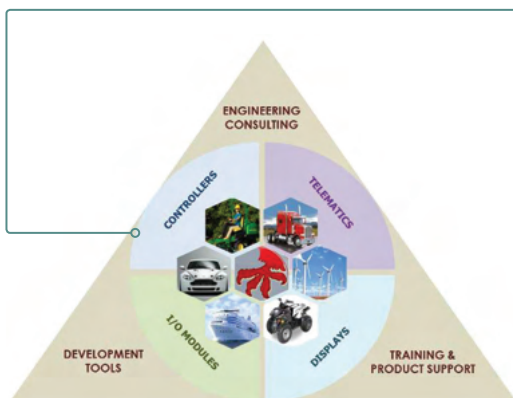 ENGINEERING
CONSULTING
CONTROLLERS
TELEMATICS
I/O MODULES
DISPLAYS
DEVELOPMENT
TOOLS
TRAINING &
PRODUCT SUPPORT